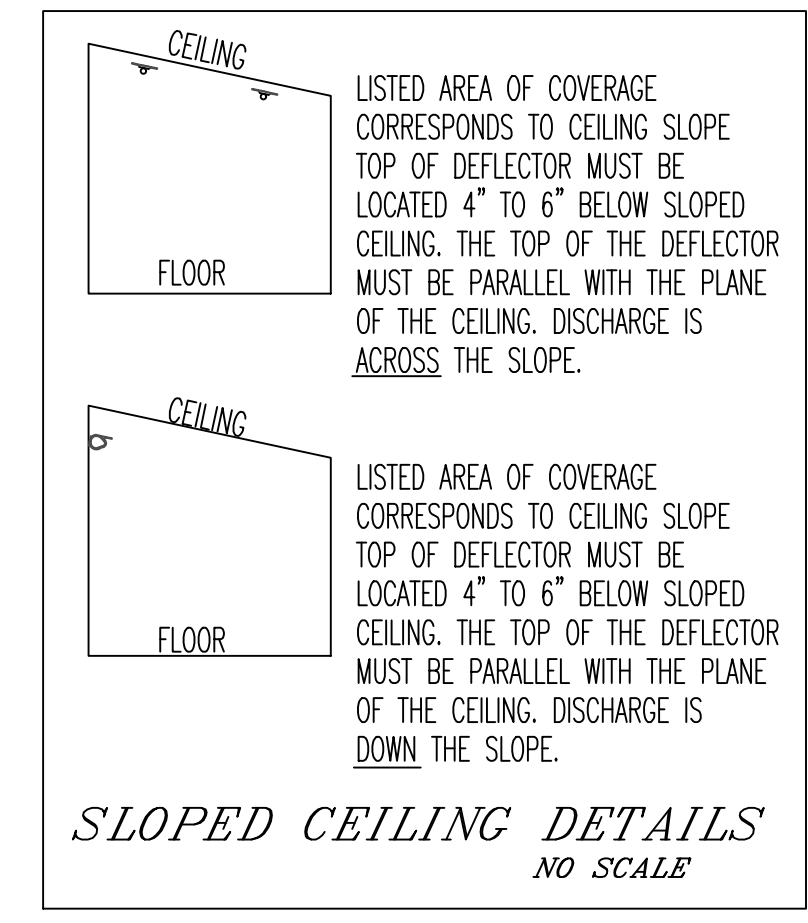 CEILING
LISTED AREA OF COVERAGE
CORRESPONDS TO CEILING SLOPE
TOP OF DEFLECTOR MUST BE
LOCATED 4" TO 6" BELOW SLOPED
CEILING. THE TOP OF THE DEFLECTOR
MUST BE PARALLEL WITH THE PLANE
OF THE CEILING. DISCHARGE IS
ACROSS THE SLOPE.
FLOOR
CEILING
LISTED AREA OF COVERAGE
CORRESPONDS TO CEILING SLOPE
TOP OF DEFLECTOR MUST BE
LOCATED 4" TO 6" BELOW SLOPED
CEILING. THE TOP OF THE DEFLECTOR
MUST BE PARALLEL WITH THE PLANE
OF THE CEILING. DISCHARGE IS
DOWN THE SLOPE.
FLOOR
SLOPED CEILING DETAILS
NO SCALE